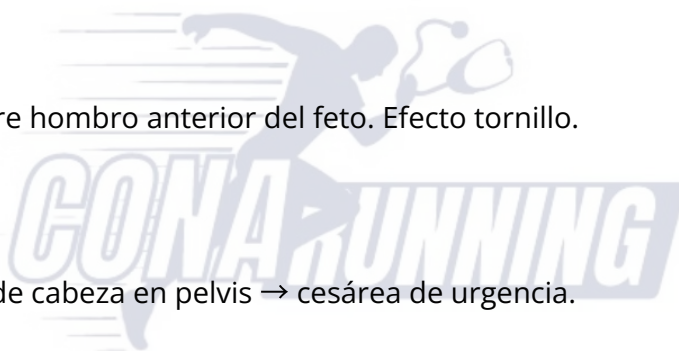 re hombro anterior del feto. Efecto tornillo.
CONARUNNING
de cabeza en pelvis → cesárea de urgencia.